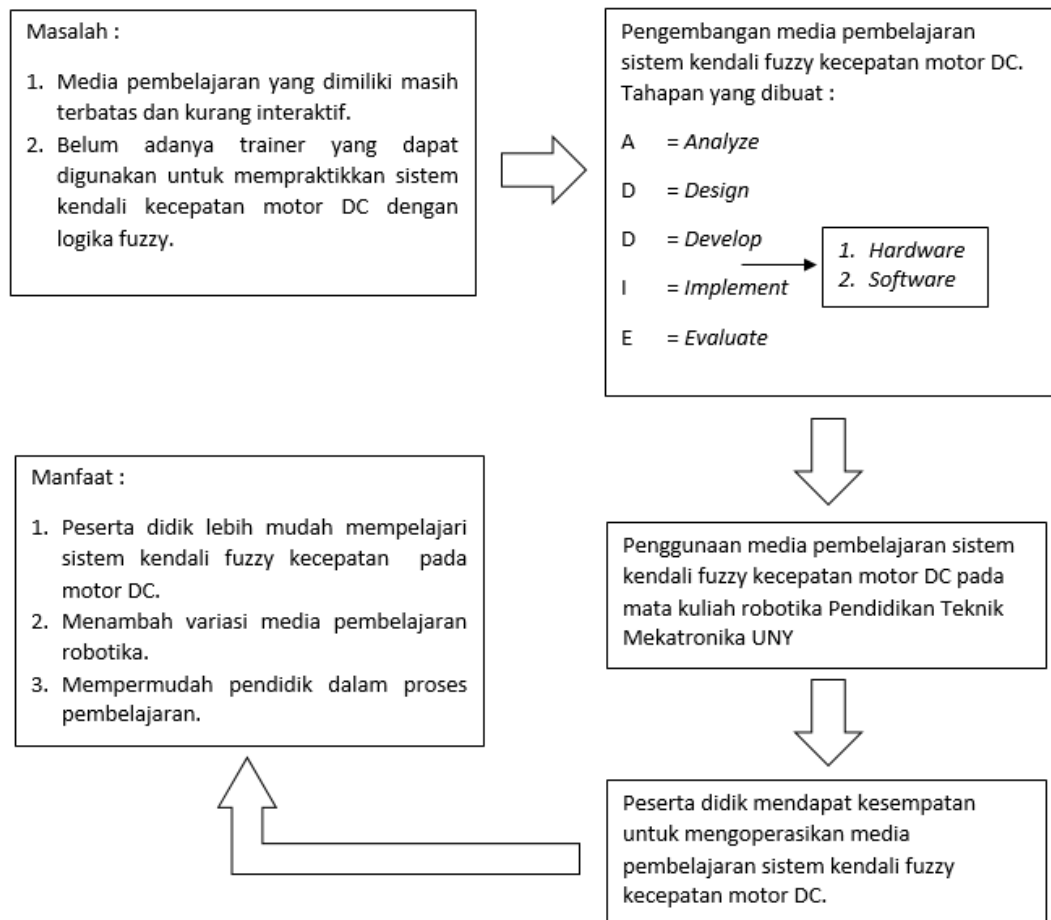 Masalah :
1. Media pembelajaran yang dimiliki masih
terbatas dan kurang interaktif.
2. Belum adanya trainer yang dapat
digunakan untuk mempraktikkan sistem
kendali kecepatan motor DC dengan
logika fuzzy.
Pengembangan media pembelajaran
sistem kendali fuzzy kecepatan motor DC.
Tahapan yang dibuat :
A = Analyze
D = Design
D = Develop
I = Implement
E = Evaluate
1. Hardware
2. Software
Penggunaan media pembelajaran sistem
kendali fuzzy kecepatan motor DC pada
mata kuliah robotika Pendidikan Teknik
Mekatronika UNY
Peserta didik mendapat kesempatan
untuk mengoperasikan media
pembelajaran sistem kendali fuzzy
kecepatan motor DC.
Manfaat :
1. Peserta didik lebih mudah mempelajari
sistem kendali fuzzy kecepatan pada
motor DC.
2. Menambah variasi media pembelajaran
robotika.
3. Mempermudah pendidik dalam proses
pembelajaran.